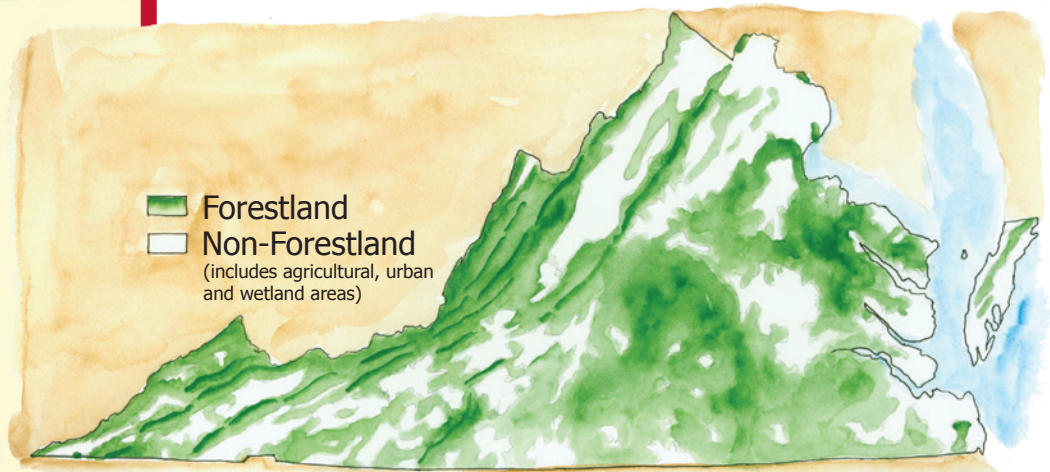 Forestland
Non-Forestland
(includes agricultural, urban
and wetland areas)